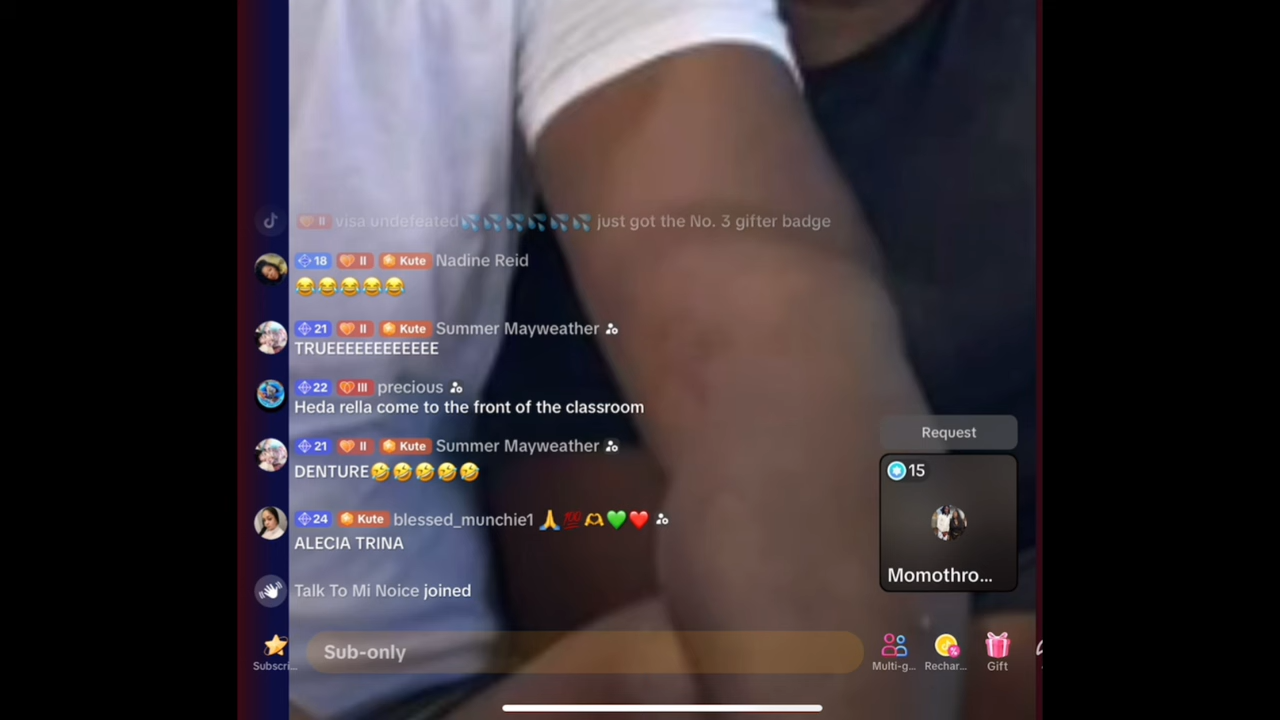 II visa undefeated💦💦💦💦💦💦 just got the No. 3 gifter badge
18 II Kute Nadine Reid
😂😂😂😂😂
21 II Kute Summer Mayweather
TRUEEEEEEEEEEEE
22 III precious
Heda rella come to the front of the classroom
21 II Kute Summer Mayweather
DENTURE🤣🤣🤣🤣🤣
24 Kute blessed_munchie1 🙏💯🫶💚❤️
ALECIA TRINA
Talk To Mi Noice joined
Request
15
Momothro...
Sub-only
Subscri...
Multi-g...
Rechar...
Gift